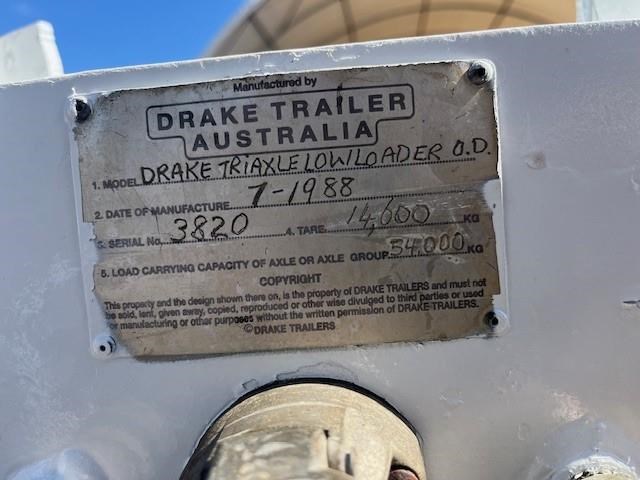 Manufactured by
DRAKE TRAILER
AUSTRALIA
1. MODEL DRAKE TRIAXLE LOWLOADER O.D.
2. DATE OF MANUFACTURE 7-1988
3. SERIAL No. 3820 4. TARE 14,600 KG
5. LOAD CARRYING CAPACITY OF AXLE OR AXLE GROUP 34000 KG
COPYRIGHT
This property and the design shown there on, is the property of DRAKE TRAILERS and must not
be sold, lent, given away, copied, reproduced or other wise divulged to third parties or used
for manufacturing or other purposes without the written permission of DRAKE TRAILERS.
©DRAKE TRAILERS